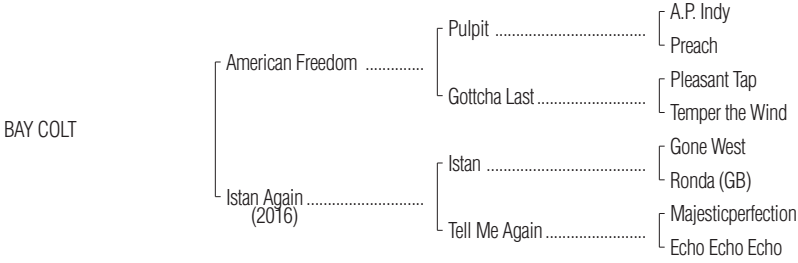 A.P. Indy
Pulpit ....................................
Preach
American Freedom ..............
Pleasant Tap
Gottcha Last ..........................
Temper the Wind
BAY COLT
Gone West
Istan ......................................
Ronda (GB)
Istan Again ............................
(2016)
Majesticperfection
Tell Me Again ........................
Echo Echo Echo